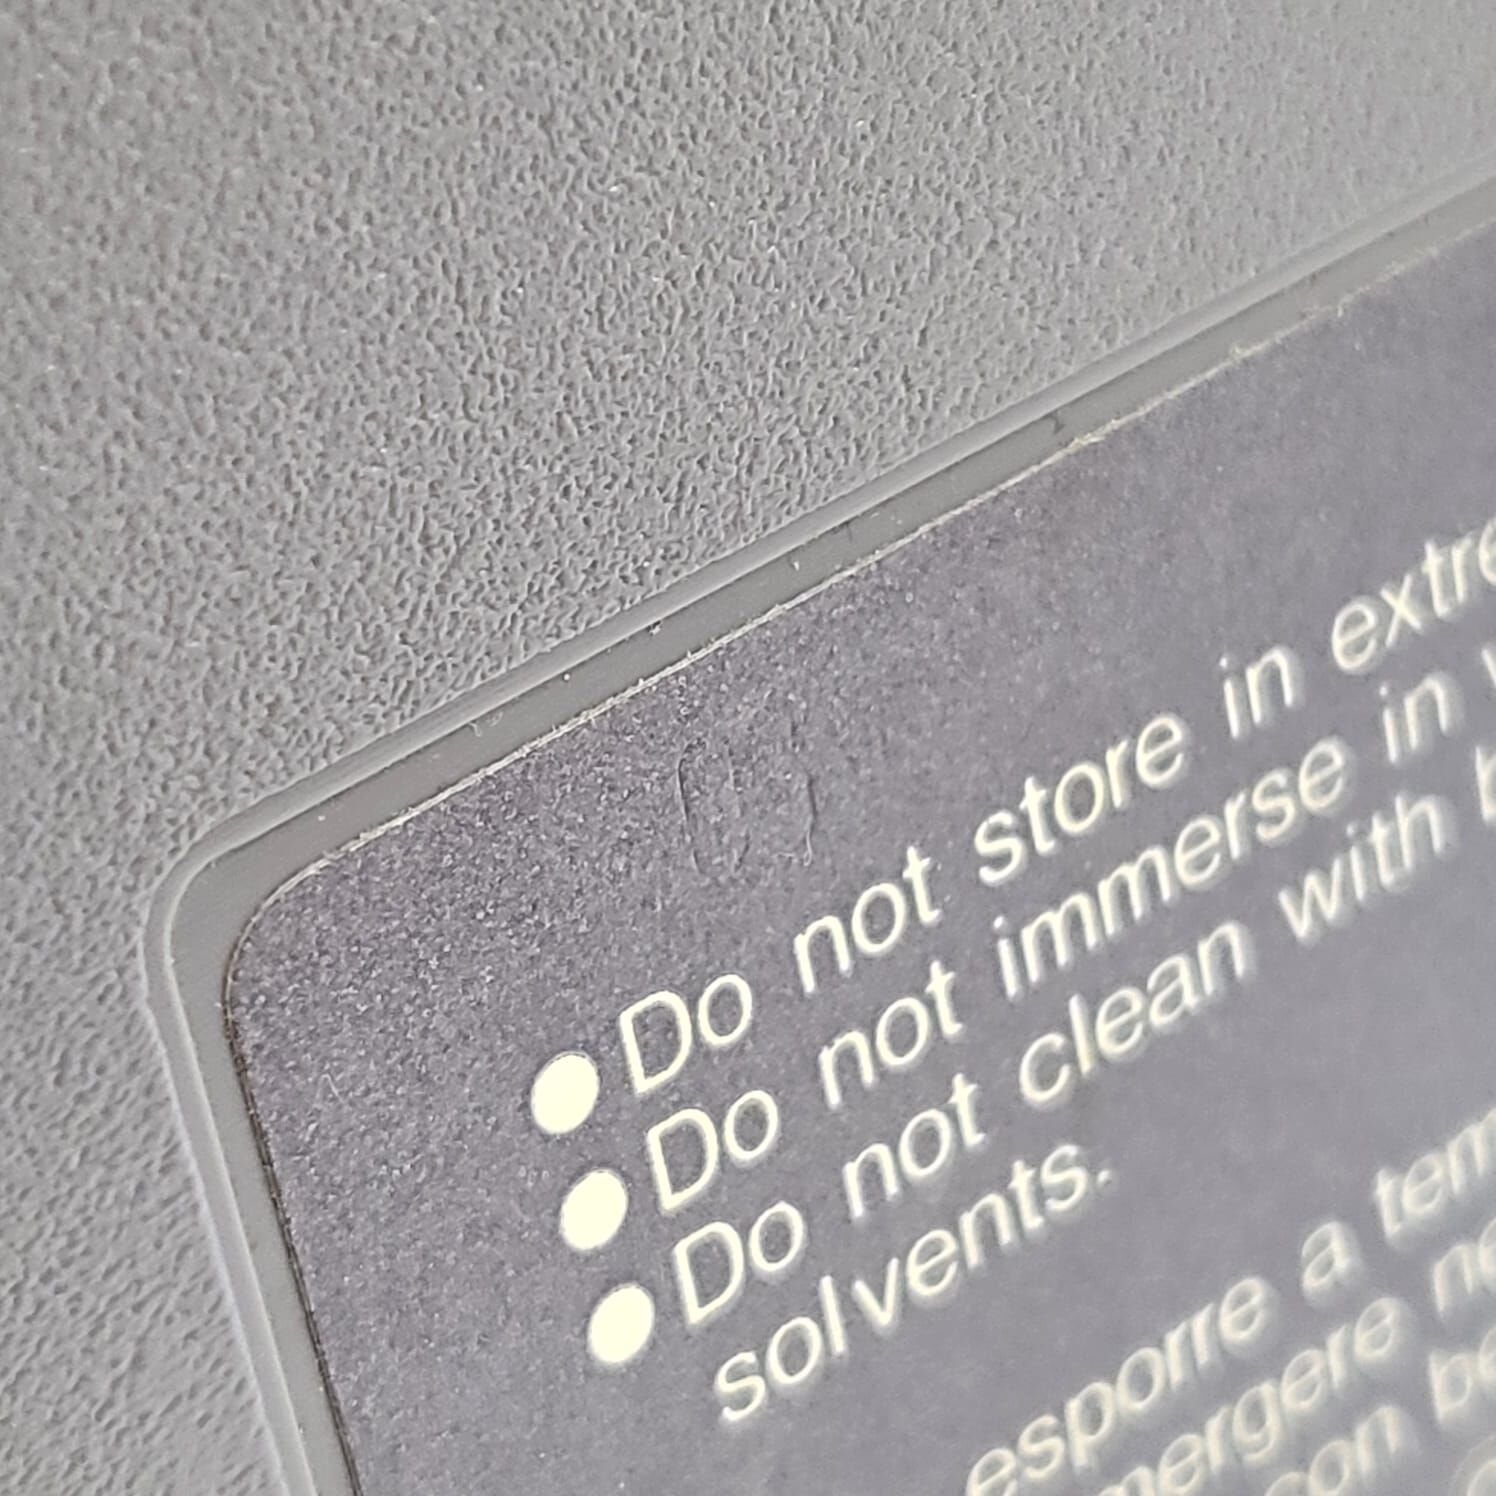 ● Do not store in extre
● Do not immerse in
● Do not clean with b
solvents.
esporre a tem
mergere ne
con be